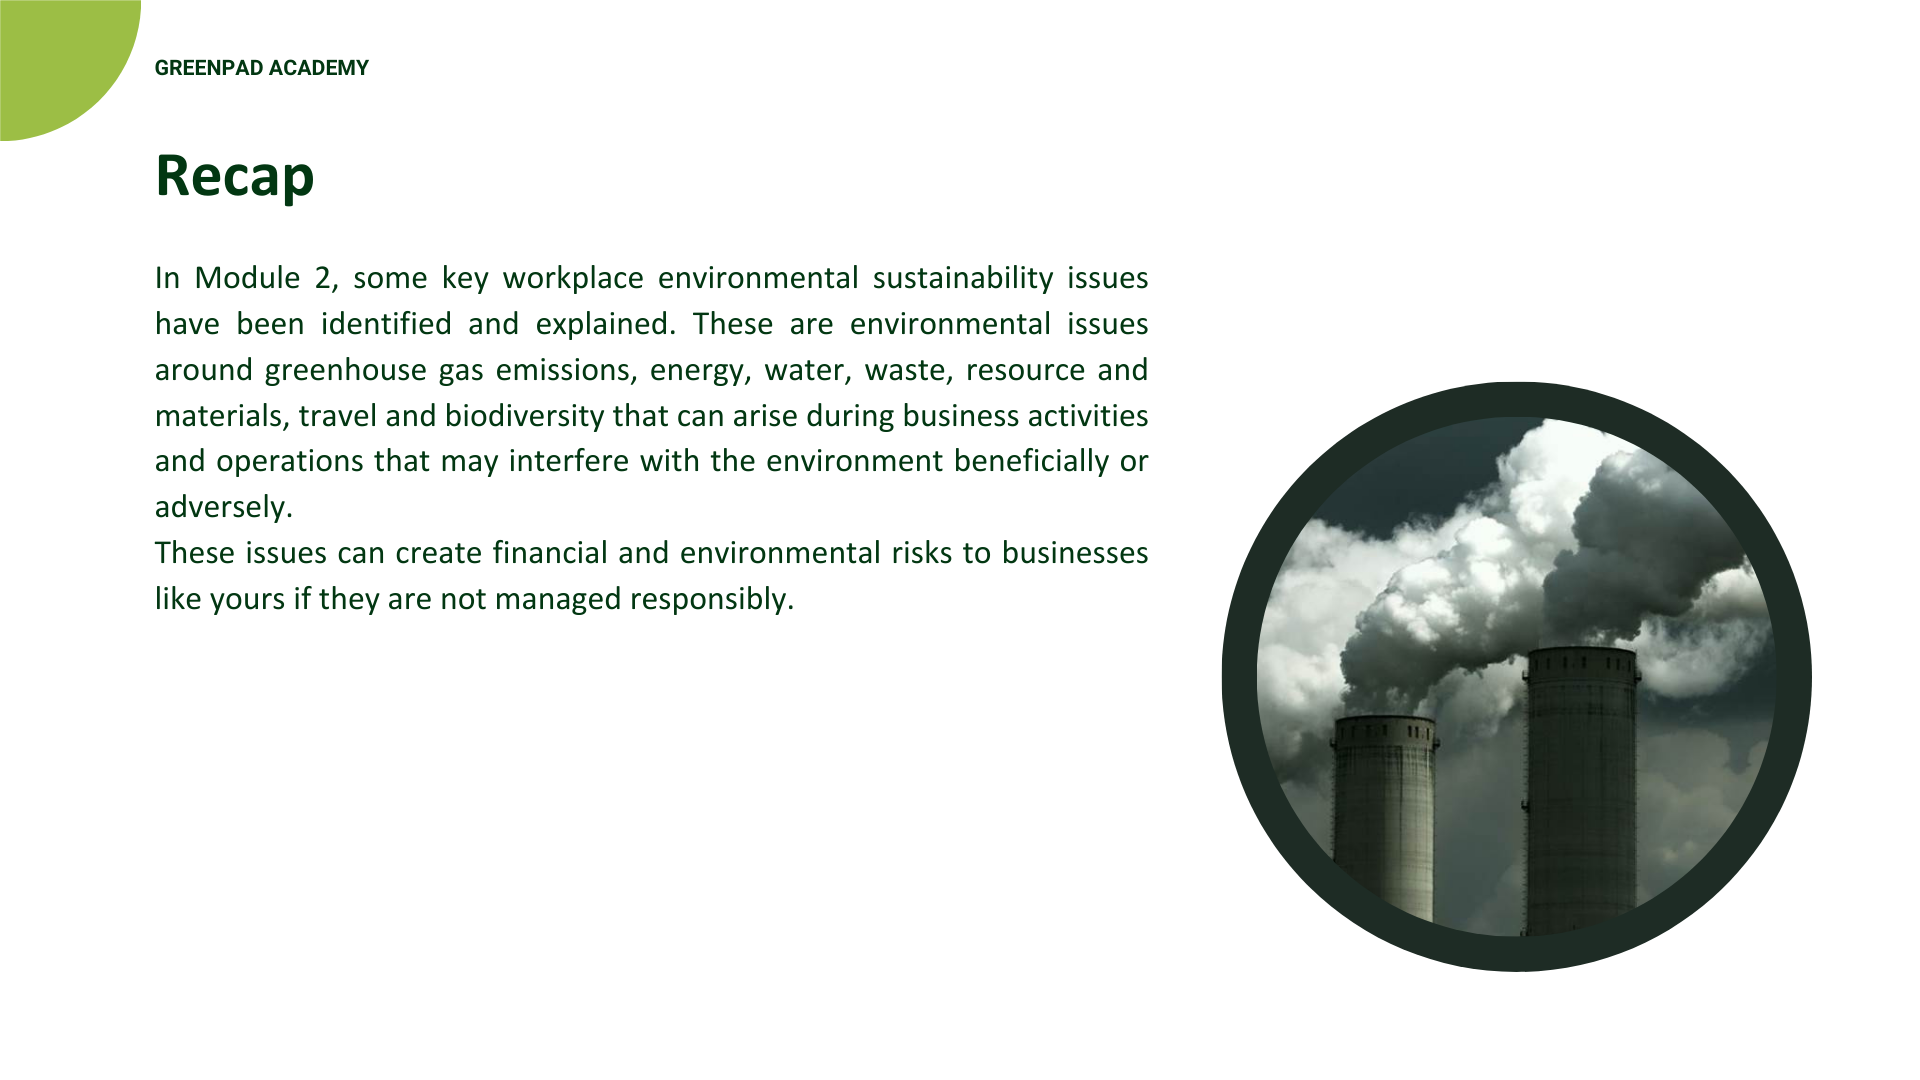 GREENPAD ACADEMY
Recap
In Module 2, some key workplace environmental sustainability issues
have been identified and explained. These are environmental issues
around greenhouse gas emissions, energy, water, waste, resource and
materials, travel and biodiversity that can arise during business activities
and operations that may interfere with the environment beneficially or
adversely.
These issues can create financial and environmental risks to businesses
like yours if they are not managed responsibly.